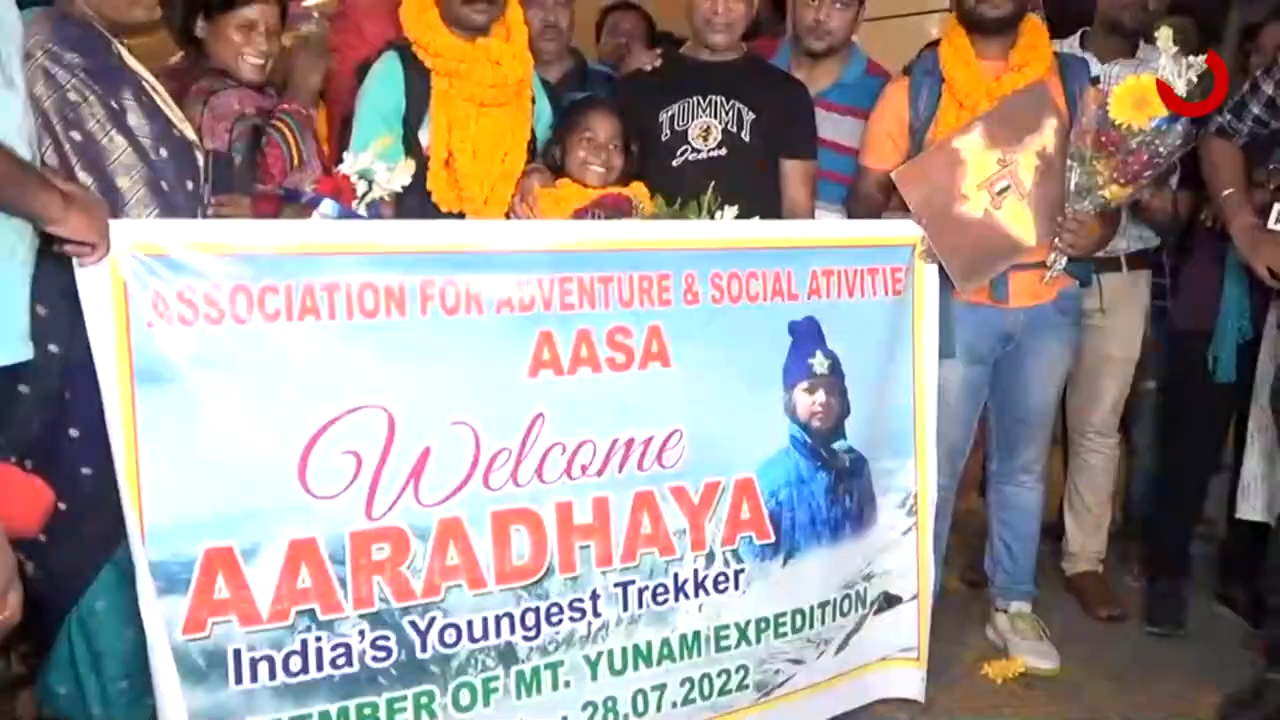 TOMMY
Jeans
ASSOCIATION FOR ADVENTURE & SOCIAL ATIVITIE
AASA
Welcome
AARADHAYA
India's Youngest Trekker
MEMBER OF MT. YUNAM EXPEDITION
28.07.2022